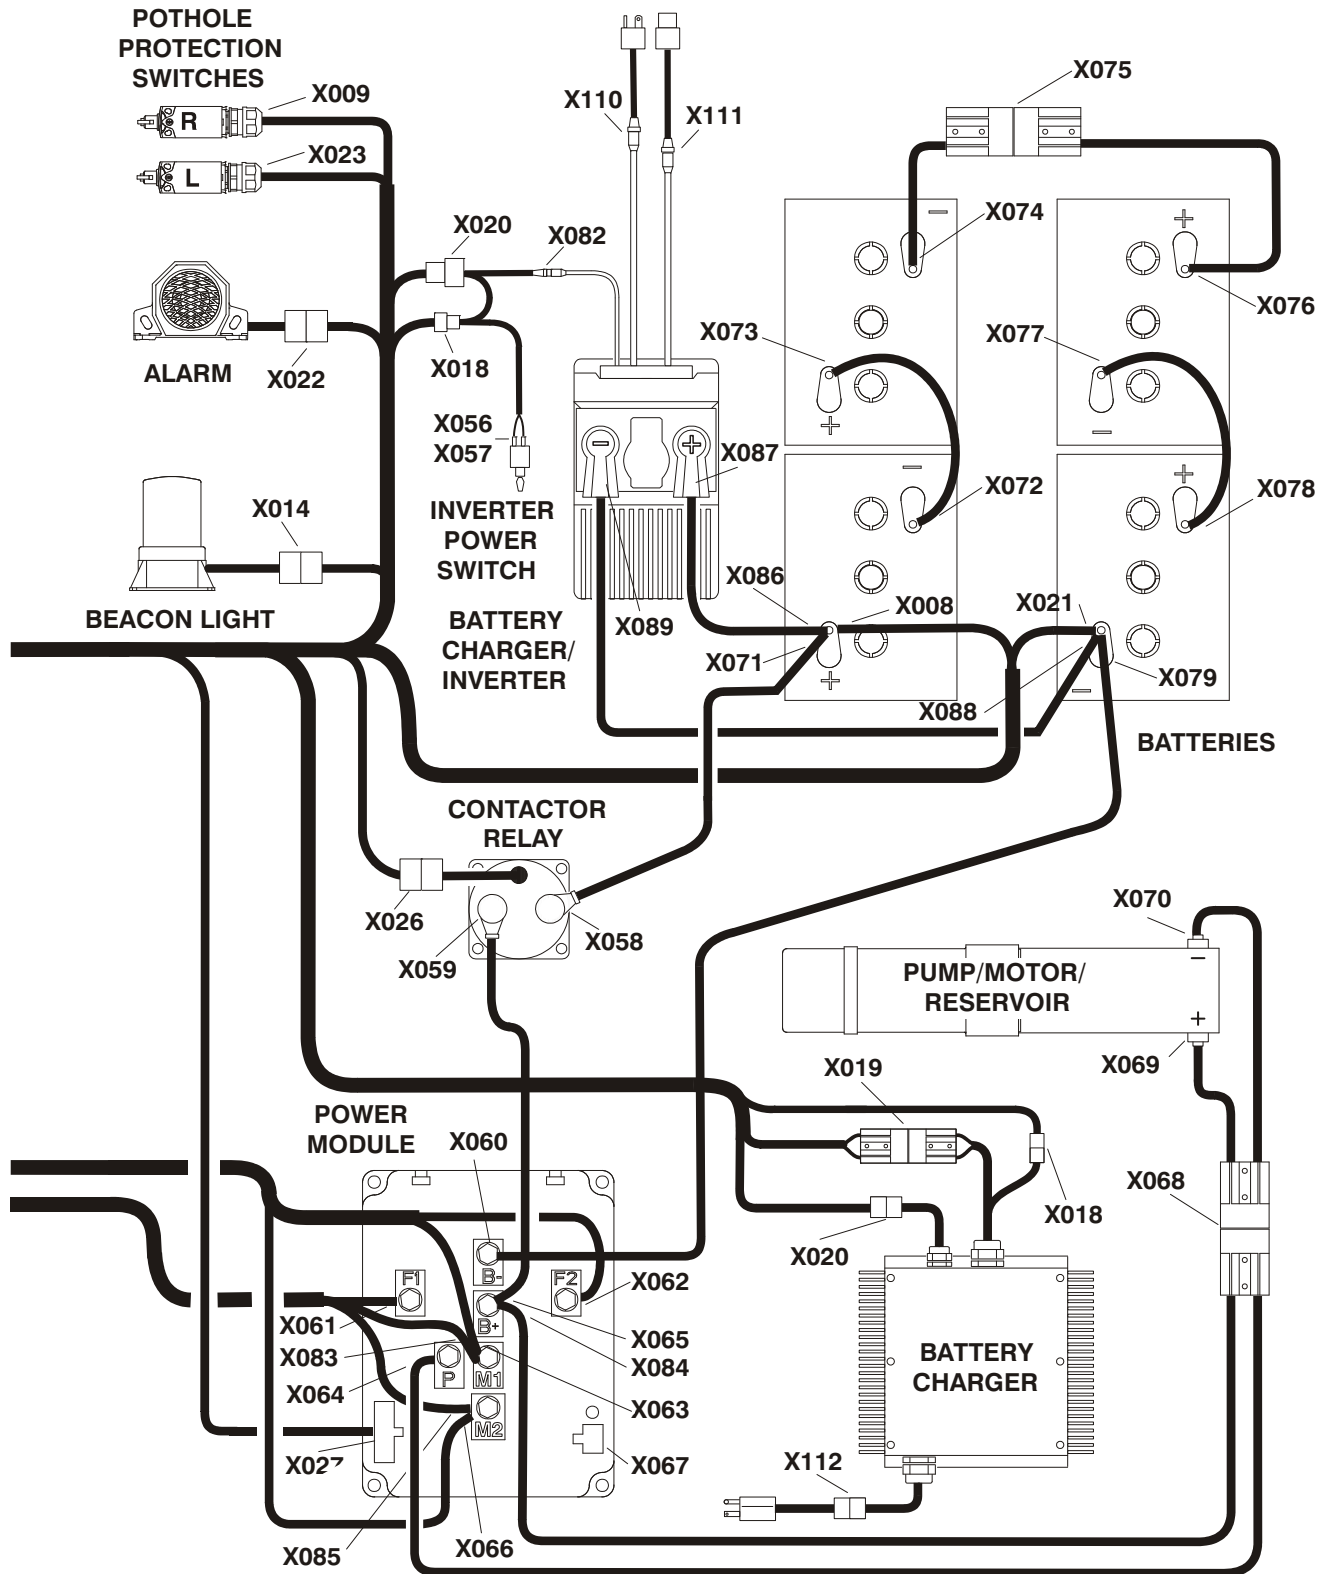 POTHOLE
PROTECTION
SWITCHES
X009
R
X023
L
X110
X111
X075
X020
X082
X074
X076
X073
X077
ALARM
X022
X018
X056
X057
X087
X072
X078
X014
INVERTER
POWER
SWITCH
BEACON LIGHT
BATTERY
CHARGER/
INVERTER
X089
X086
X008
X021
X071
X079
X088
BATTERIES
CONTACTOR
RELAY
X026
X058
X059
X070
PUMP/MOTOR/
RESERVOIR
X069
X019
POWER
MODULE
X060
X068
X018
X020
B-
F1
F2
X062
B+
X061
X065
X083
X084
P
M1
X064
X063
M2
BATTERY
CHARGER
X027
X067
X112
X085
X066
- + - + + - - + + -
- +